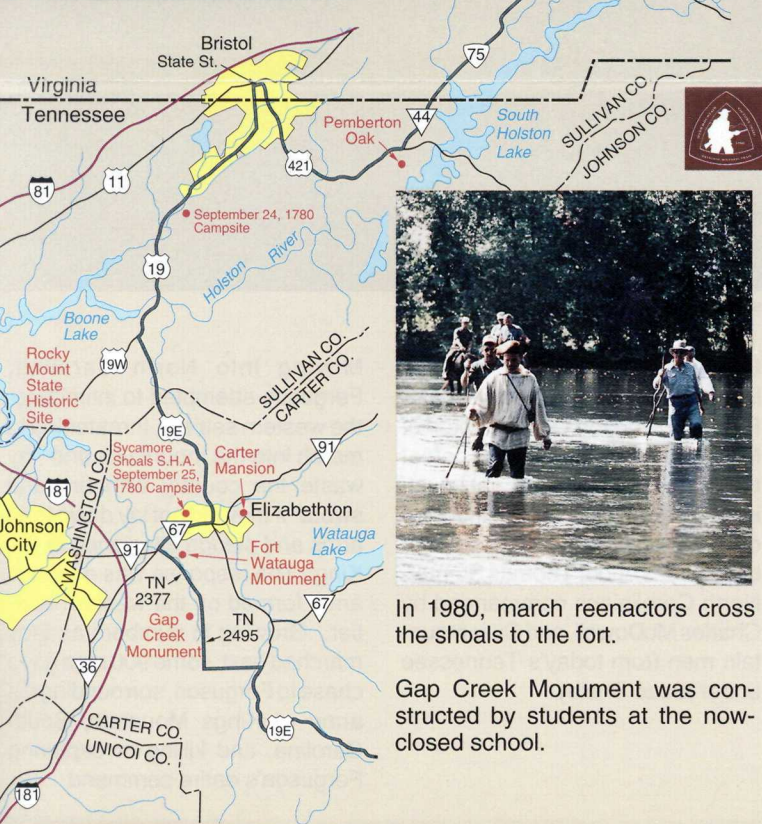 Bristol
State St.
75
Virginia
Tennessee
44
Pemberton
Oak
South
Holston
Lake
SULLIVAN CO.
JOHNSON CO.
81
11
421
September 24, 1780
Campsite
19
Holston River
Boone
Lake
Rocky
Mount
State
Historic
Site
19W
SULLIVAN CO.
CARTER CO.
19E
91
Sycamore
Shoals S.H.A.
September 25,
1780 Campsite
Carter
Mansion
181
WASHINGTON CO.
Elizabethton
Johnson
City
67
91
Watauga
Lake
Fort
Watauga
Monument
TN
2377
67
Gap
Creek
Monument
TN
2495
36
19E
CARTER CO.
UNICOI CO.
181
In 1980, march reenactors cross
the shoals to the fort.
Gap Creek Monument was con-
structed by students at the now-
closed school.